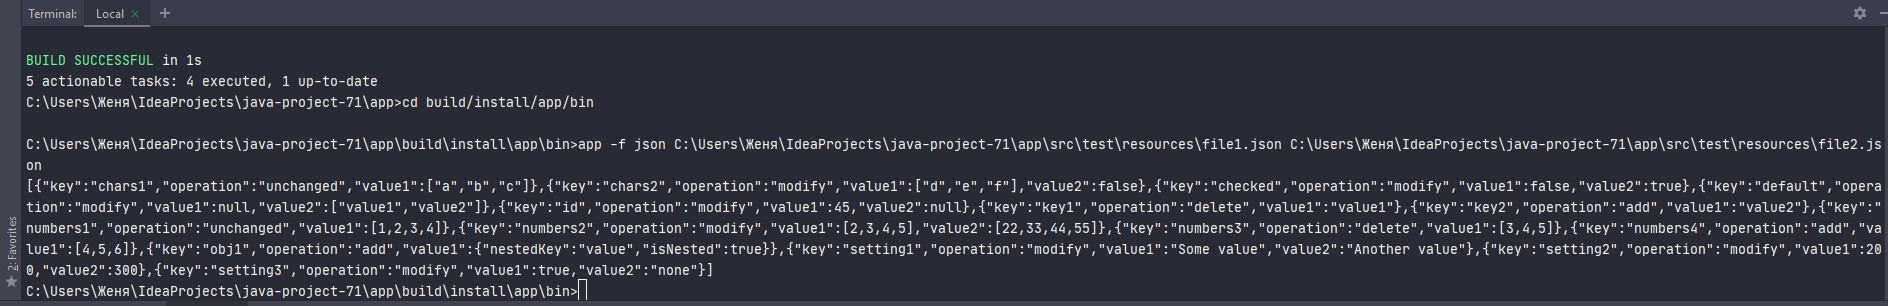 Terminal: Local × +
BUILD SUCCESSFUL in 1s
5 actionable tasks: 4 executed, 1 up-to-date
C:\Users\Женя\IdeaProjects\java-project-71\app>cd build/install/app/bin
C:\Users\Женя\IdeaProjects\java-project-71\app\build\install\app\bin>app -f json C:\Users\Женя\IdeaProjects\java-project-71\app\src\test\resources\file1.json C:\Users\Женя\IdeaProjects\java-project-71\app\src\test\resources\file2.js
on
[{"key":"chars1","operation":"unchanged","value1":["a","b","c"]},{"key":"chars2","operation":"modify","value1":["d","e","f"],"value2":false},{"key":"checked","operation":"modify","value1":false,"value2":true},{"key":"default","opera
tion":"modify","value1":null,"value2":["value1","value2"]},{"key":"id","operation":"modify","value1":45,"value2":null},{"key":"key1","operation":"delete","value1":"value1"},{"key":"key2","operation":"add","value1":"value2"},{"key":"
numbers1","operation":"unchanged","value1":[1,2,3,4]},{"key":"numbers2","operation":"modify","value1":[2,3,4,5],"value2":[22,33,44,55]},{"key":"numbers3","operation":"delete","value1":[3,4,5]},{"key":"numbers4","operation":"add","va
lue1":[4,5,6]},{"key":"obj1","operation":"add","value1":{"nestedKey":"value","isNested":true}},{"key":"setting1","operation":"modify","value1":"Some value","value2":"Another value"},{"key":"setting2","operation":"modify","value1":20
0,"value2":300},{"key":"setting3","operation":"modify","value1":true,"value2":"none"}]
C:\Users\Женя\IdeaProjects\java-project-71\app\build\install\app\bin>
2: Favorites